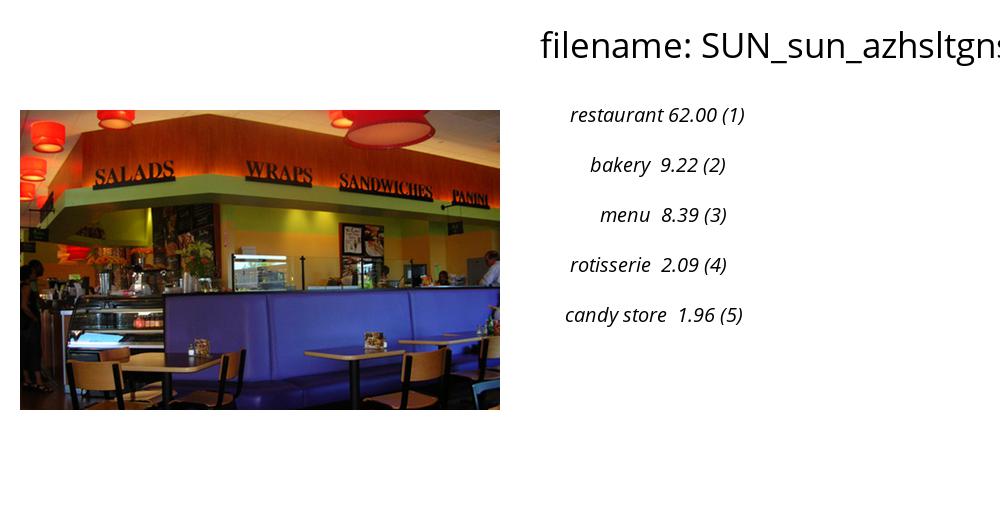 filename: SUN_sun_azhsltgns
restaurant 62.00 (1)
bakery 9.22 (2)
menu 8.39 (3)
rotisserie 2.09 (4)
candy store 1.96 (5)
SALADS
WRAPS
SANDWICHES
PANINI